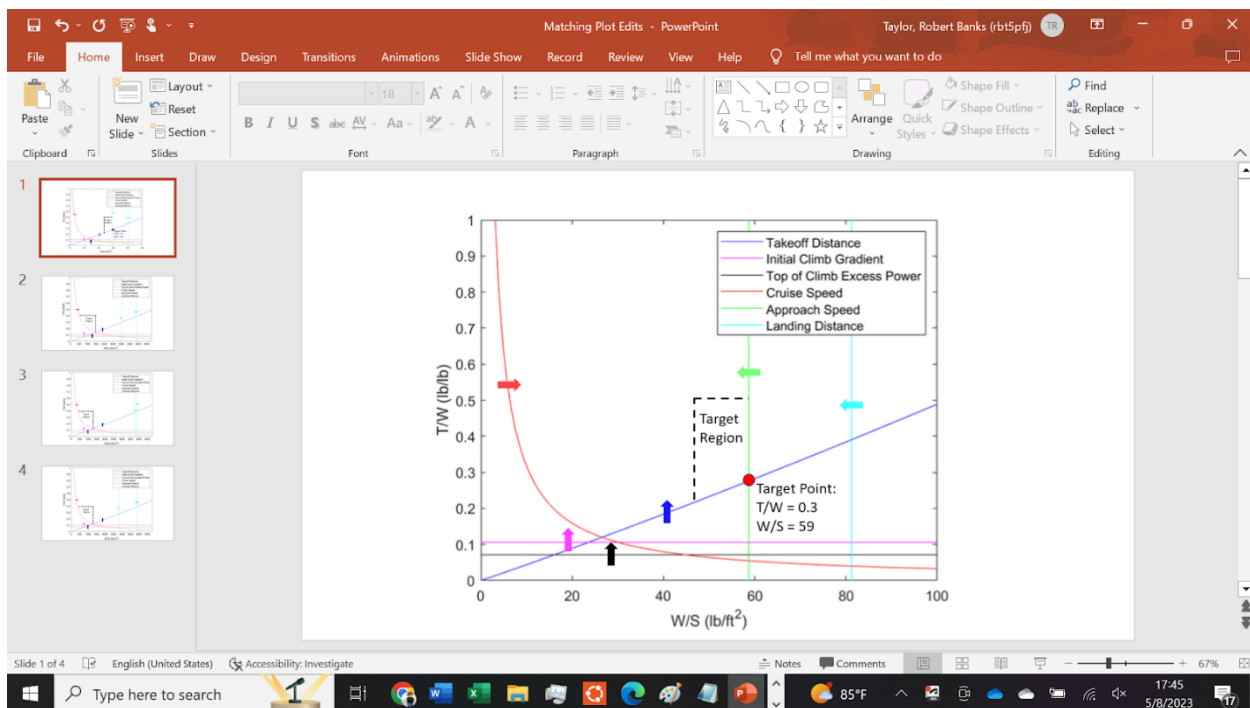 Matching Plot Edits - PowerPoint
Taylor, Robert Banks (rbt5pfj) TR
File Home Insert Draw Design Transitions Animations Slide Show Record Review View Help Tell me what you want to do
Paste
Clipboard
New
Slide
Layout
Reset
Section
Slides
18
B I U S abc AV Aa A
Font
Paragraph
Arrange
Quick
Styles
Shape Fill
Shape Outline
Shape Effects
Drawing
Find
Replace
Select
Editing
1
2
3
4
Takeoff Distance
Initial Climb Gradient
Top of Climb Excess Power
Cruise Speed
Approach Speed
Landing Distance
1
0.9
0.8
0.7
0.6
0.5
0.4
0.3
0.2
0.1
0
T/W (lb/lb)
Target
Region
Target Point:
T/W = 0.3
W/S = 59
0 20 40 60 80 100
W/S (lb/ft²)
Slide 1 of 4 English (United States) Accessibility: Investigate Notes Comments 67%
Type here to search
85°F
17:45
5/8/2023
17